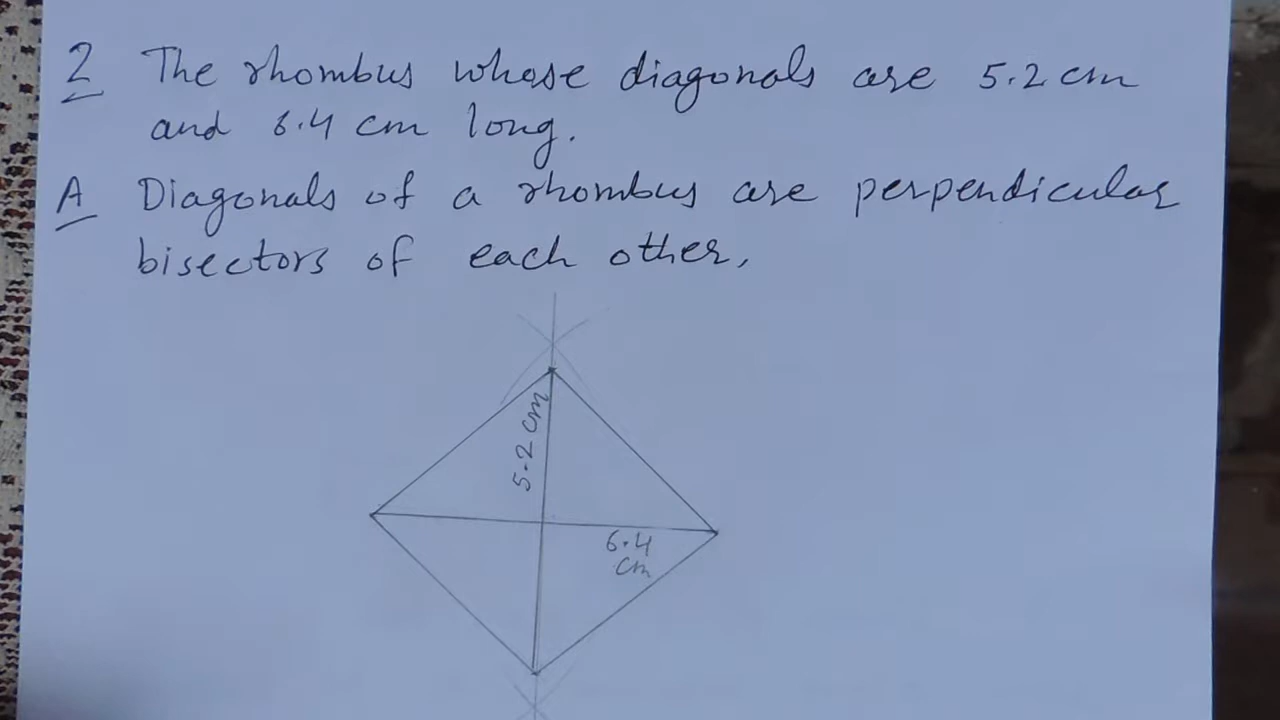 2 The rhombus whose diagonals are 5.2 cm
and 6.4 cm long.
A Diagonals of a rhombus are perpendicular
bisectors of each other,
5.2 cm
6.4
cm